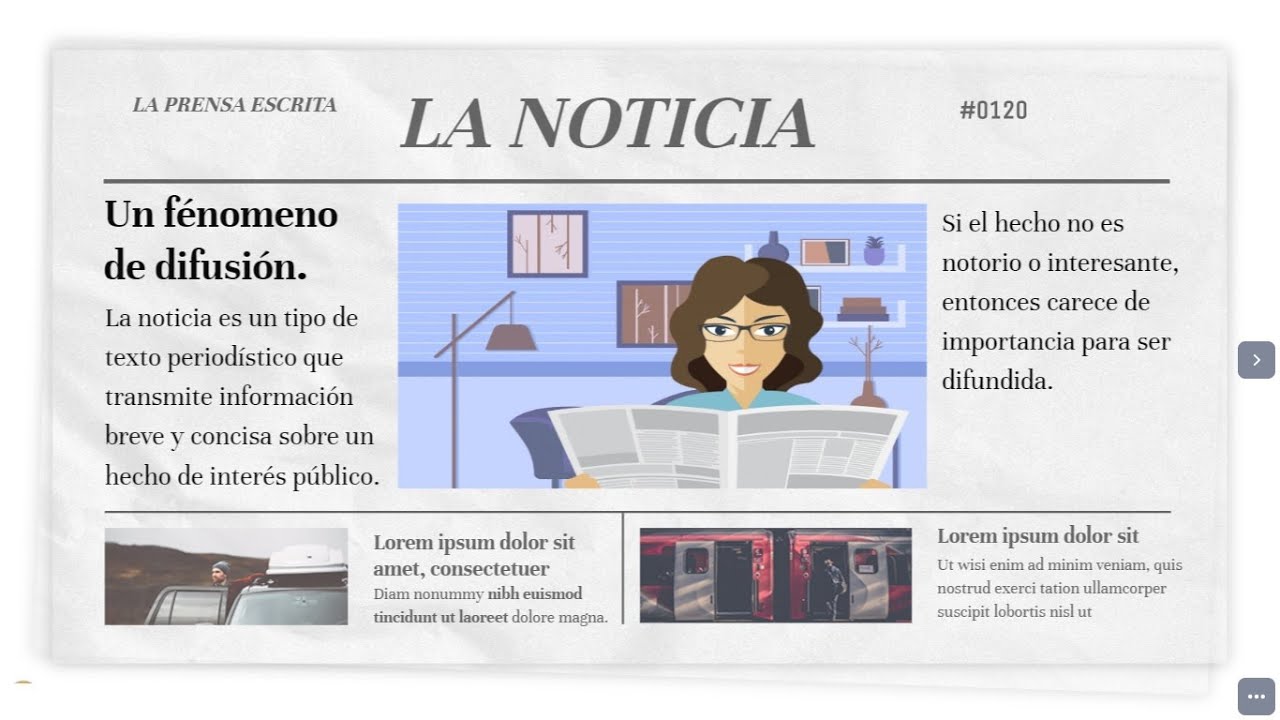 LA PRENSA ESCRITA
LA NOTICIA
#0120
Un fénomeno
de difusión.
La noticia es un tipo de
texto periodístico que
transmite información
breve y concisa sobre un
hecho de interés público.
Si el hecho no es
notorio o interesante,
entonces carece de
importancia para ser
difundida.
Lorem ipsum dolor sit
amet, consectetuer
Diam nonummy nibh euismod
tincidunt ut laoreet dolore magna.
Lorem ipsum dolor sit
Ut wisi enim ad minim veniam, quis
nostrud exerci tation ullamcorper
suscipit lobortis nisl ut